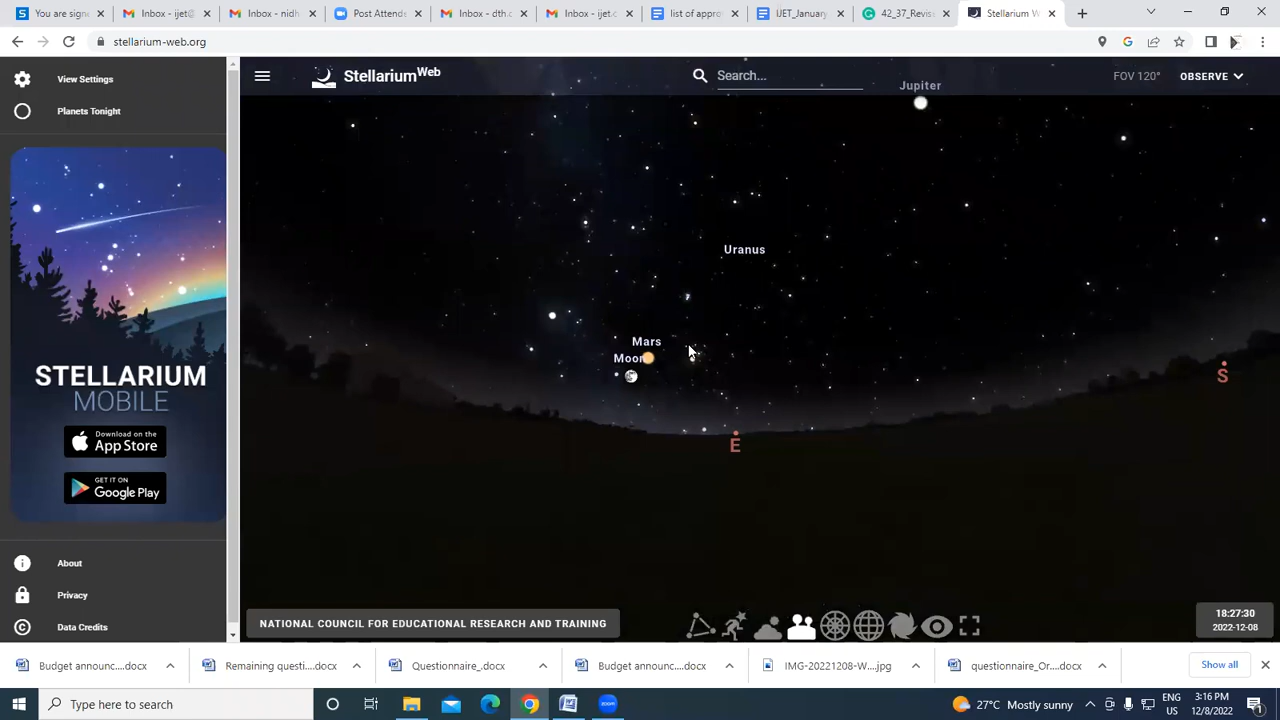 You are signe
Inbox - ijet@
Inbox - nidh
Post Attend
Inbox - dth.c
Inbox - ijet.c
list of appro
IJET_January
42_37_Revis
Stellarium W
stellarium-web.org
View Settings
Planets Tonight
StellariumWeb
Search...
FOV 120°
OBSERVE
Jupiter
Uranus
Mars
Moon
S
E
STELLARIUM
MOBILE
Download on the
App Store
GET IT ON
Google Play
About
Privacy
Data Credits
NATIONAL COUNCIL FOR EDUCATIONAL RESEARCH AND TRAINING
18:27:30
2022-12-08
Budget announc....docx
Remaining questi....docx
Questionnaire_.docx
Budget announc....docx
IMG-20221208-W....jpg
questionnaire_Or....docx
Show all
Type here to search
27°C Mostly sunny
ENG
US
3:16 PM
12/8/2022